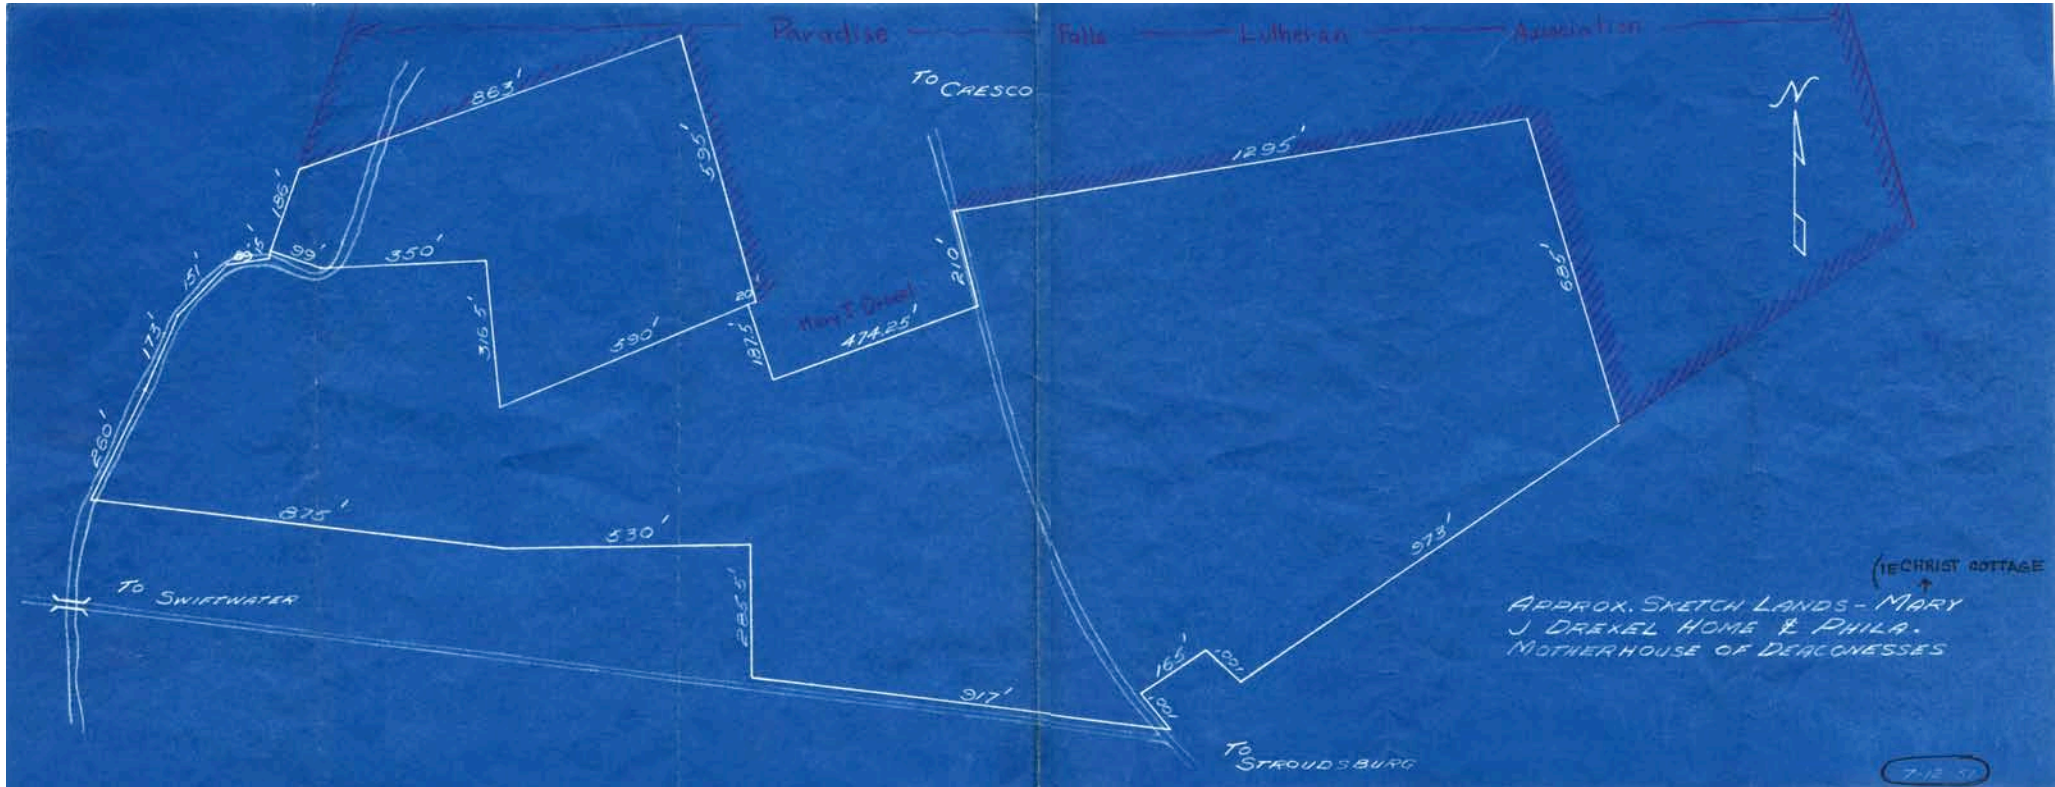 Paradise Falls Lutheran Association
TO CRESCO
N
863'
595'
1295'
186'
99'
350'
151'
210'
685'
20'
Mary J. Drexel
173'
316.5'
590'
187.5'
474.25'
260'
875'
530'
973'
(IE CHRIST COTTAGE
TO SWIFTWATER
285.5'
APPROX. SKETCH LANDS - MARY
J DREXEL HOME & PHILA.
MOTHERHOUSE OF DEACONESSES
165'
100'
100'
917'
TO STROUDSBURG
7-12-51